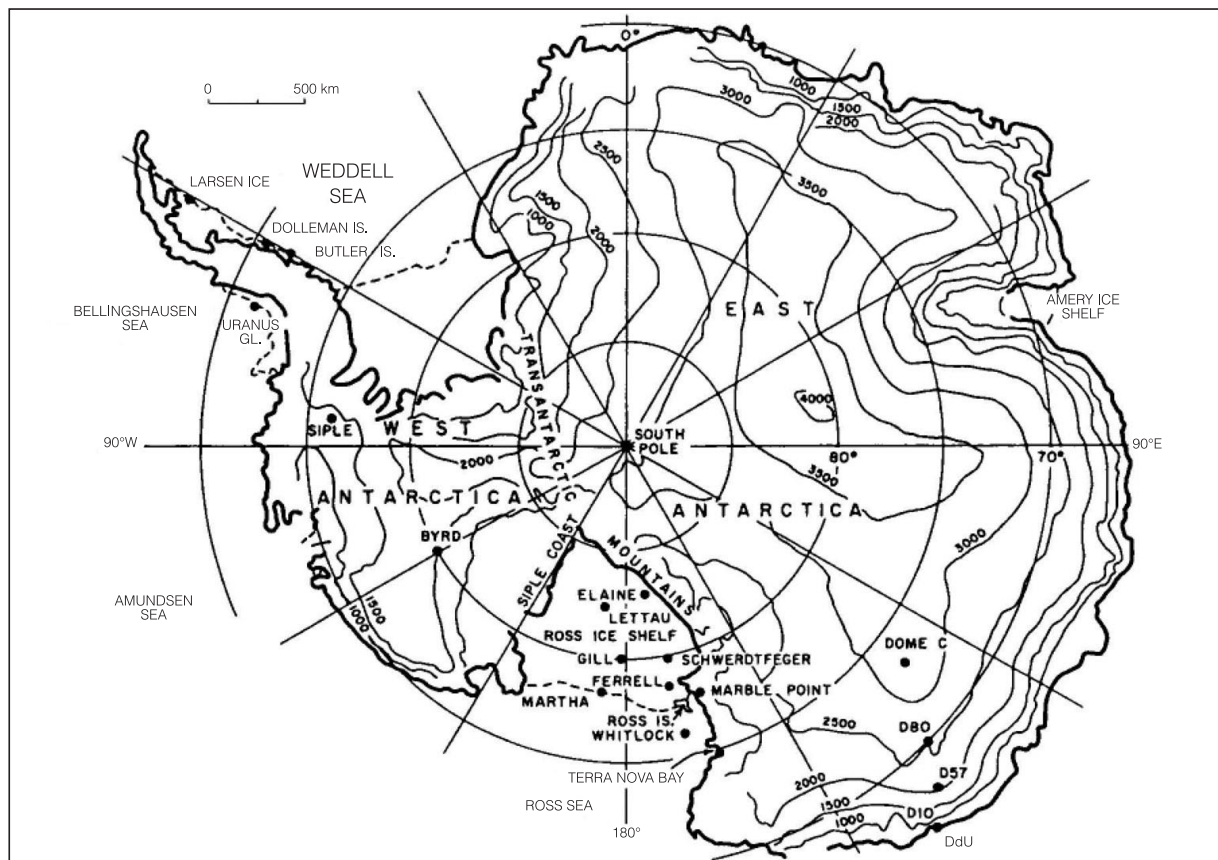 0°
0 500 km
1000
1500
2000
3000
2500
3500
WEDDELL
SEA
LARSEN ICE
DOLLEMAN IS.
BUTLER IS.
1500
1000
2000
BELLINGSHAUSEN
SEA
URANUS
GL.
EAST
AMERY ICE
SHELF
TRANSANTARCTIC
4000
SIPLE
WEST
SOUTH
POLE
90°W
90°E
2000
80°
70°
3500
ANTARCTICA
ANTARCTICA
BYRD
3000
SIPLE COAST
MOUNTAINS
AMUNDSEN
SEA
1500
1000
ELAINE
LETTAU
ROSS ICE SHELF
DOME C
GILL
SCHWERDTFEGER
FERRELL
MARBLE POINT
MARTHA
ROSS IS.
WHITLOCK
2500
D80
TERRA NOVA BAY
D57
2000
ROSS SEA
1500
D10
1000
180°
DdU